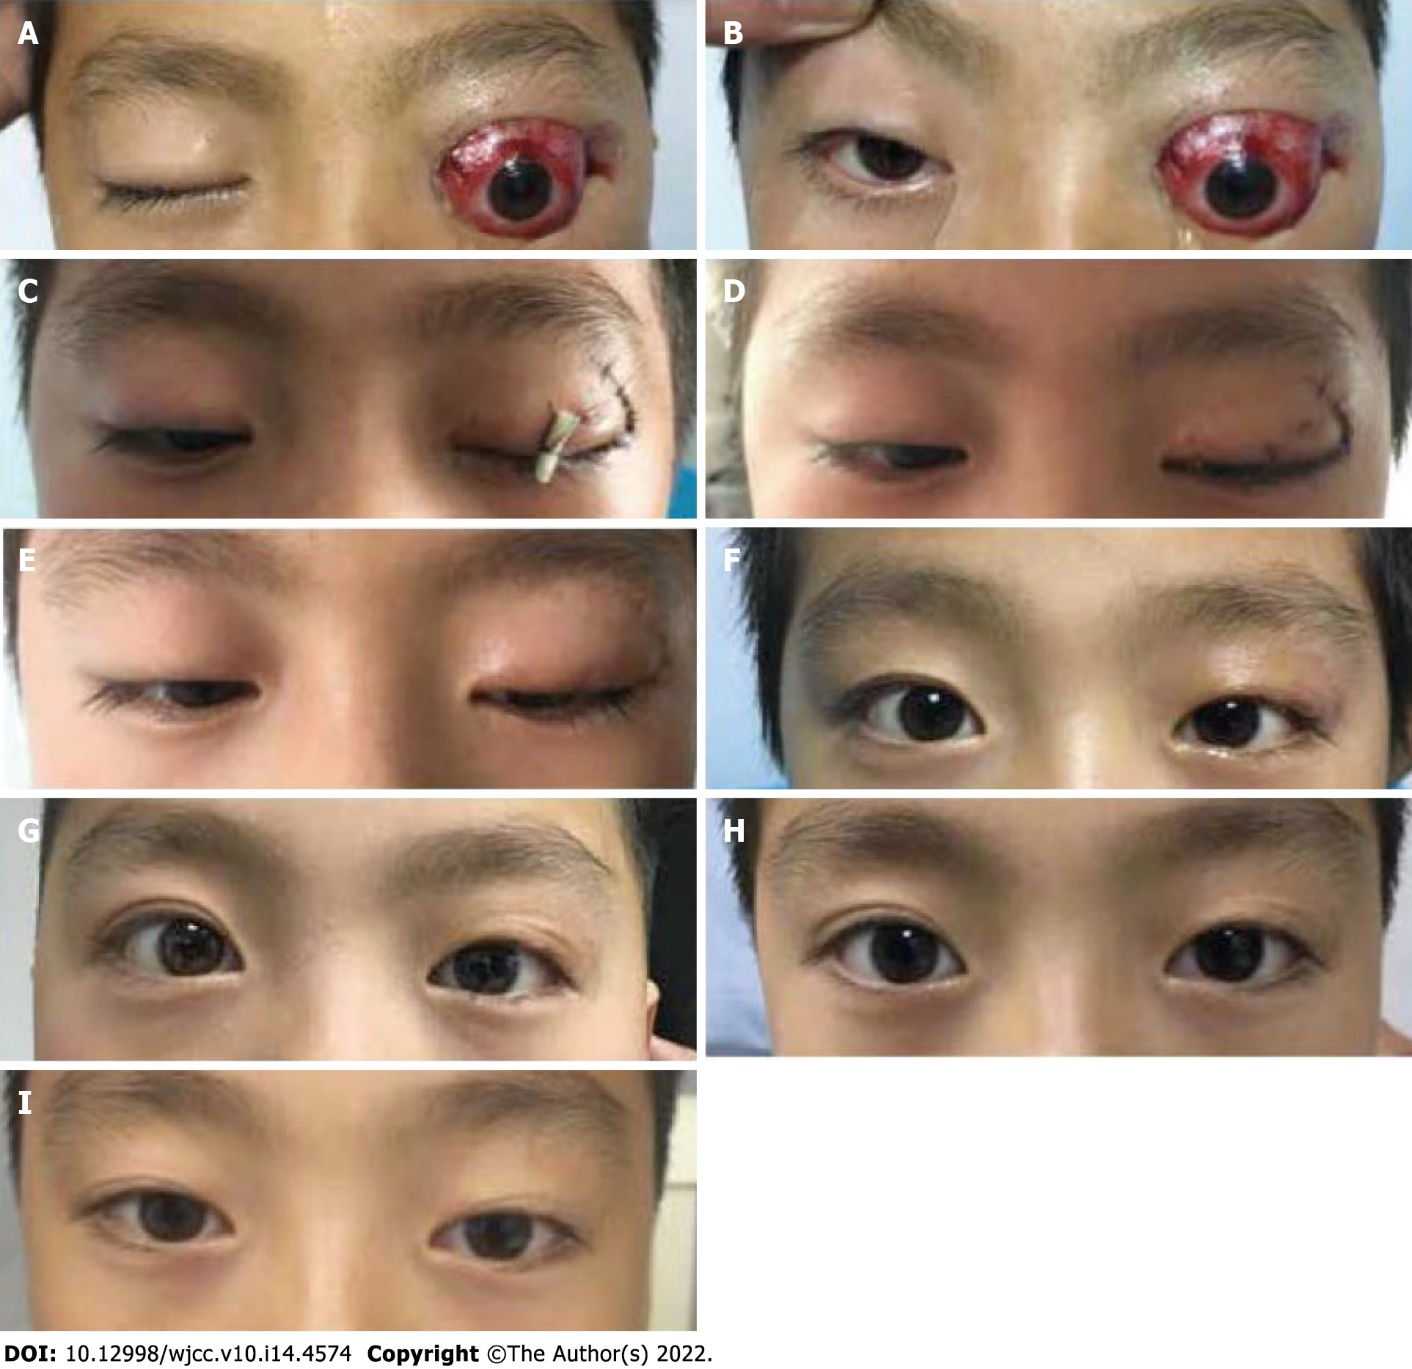 A
B
C
D
E
F
G
H
I
DOI: 10.12998/wjcc.v10.i14.4574 Copyright ©The Author(s) 2022.